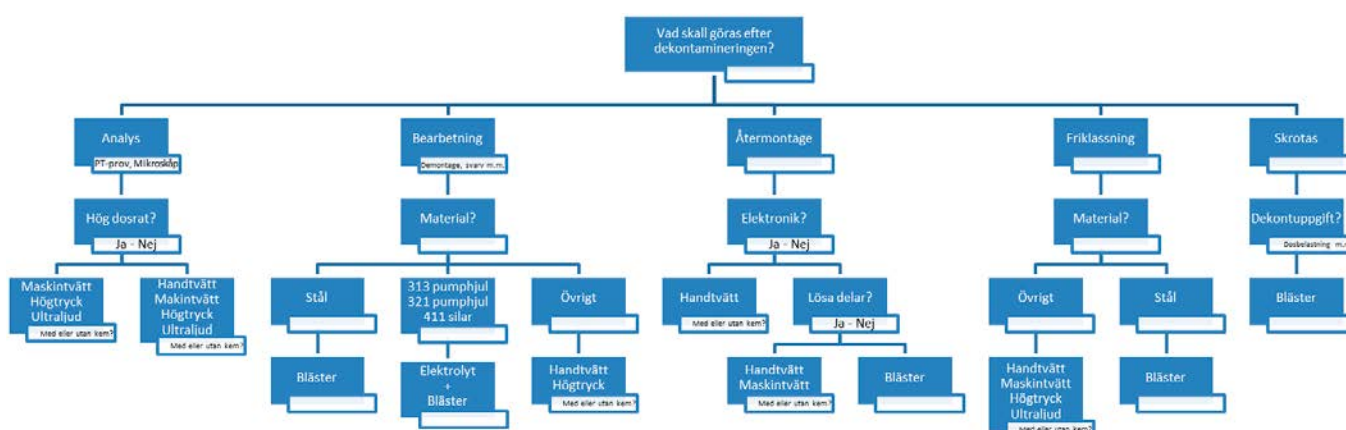 Vad skall göras efter
dekontamineringen?
Analys
PT-prov, Mikroskåp
Bearbetning
Demontage, svarv m.m.
Återmontage
Friklassning
Skrotas
Hög dosrat?
Ja - Nej
Material?
Elektronik?
Ja - Nej
Material?
Dekontuppgift?
Dosbelastning m.m.
Maskintvätt
Högtryck
Ultraljud
Med eller utan kem?
Handtvätt
Makintvätt
Högtryck
Ultraljud
Med eller utan kem?
Stål
313 pumphjul
321 pumphjul
411 silar
Övrigt
Handtvätt
Med eller utan kem?
Lösa delar?
Ja - Nej
Övrigt
Stål
Bläster
Bläster
Elektrolyt
+
Bläster
Handtvätt
Högtryck
Med eller utan kem?
Handtvätt
Maskintvätt
Med eller utan kem?
Bläster
Handtvätt
Maskintvätt
Högtryck
Ultraljud
Med eller utan kem?
Bläster